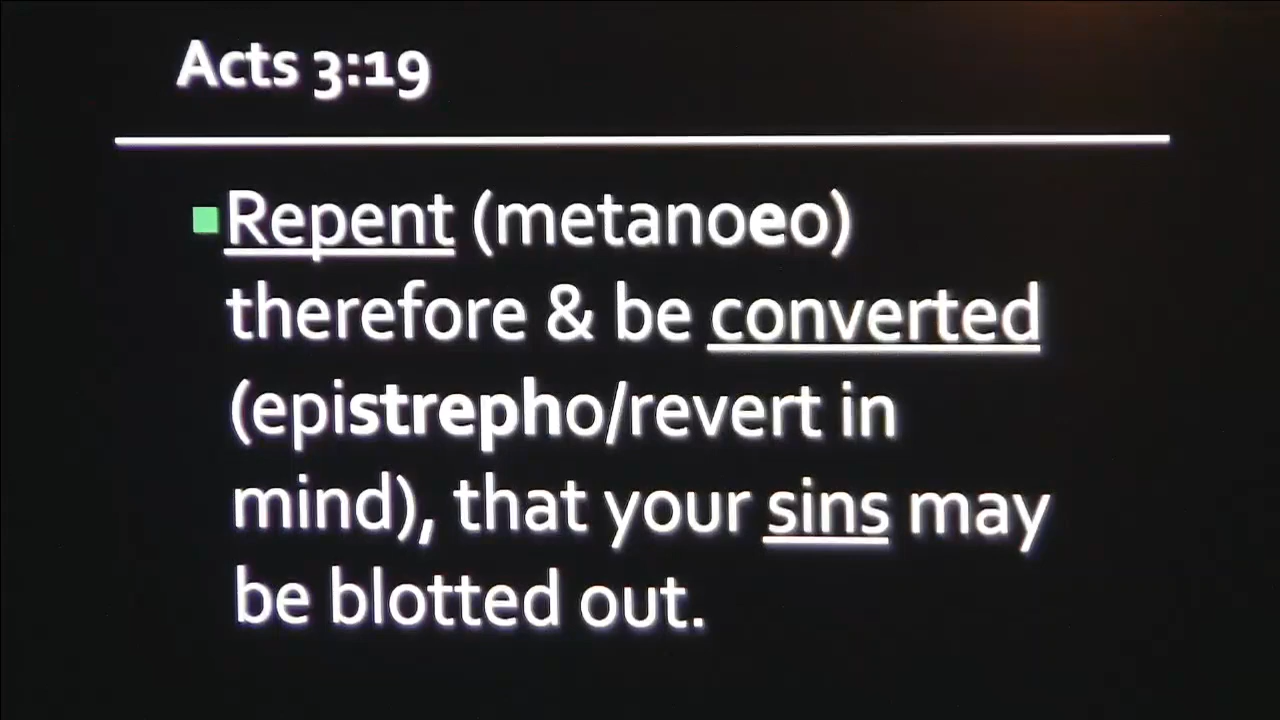 Acts 3:19
Repent (metanoeo)
therefore & be converted
(epistrepho/revert in
mind), that your sins may
be blotted out.